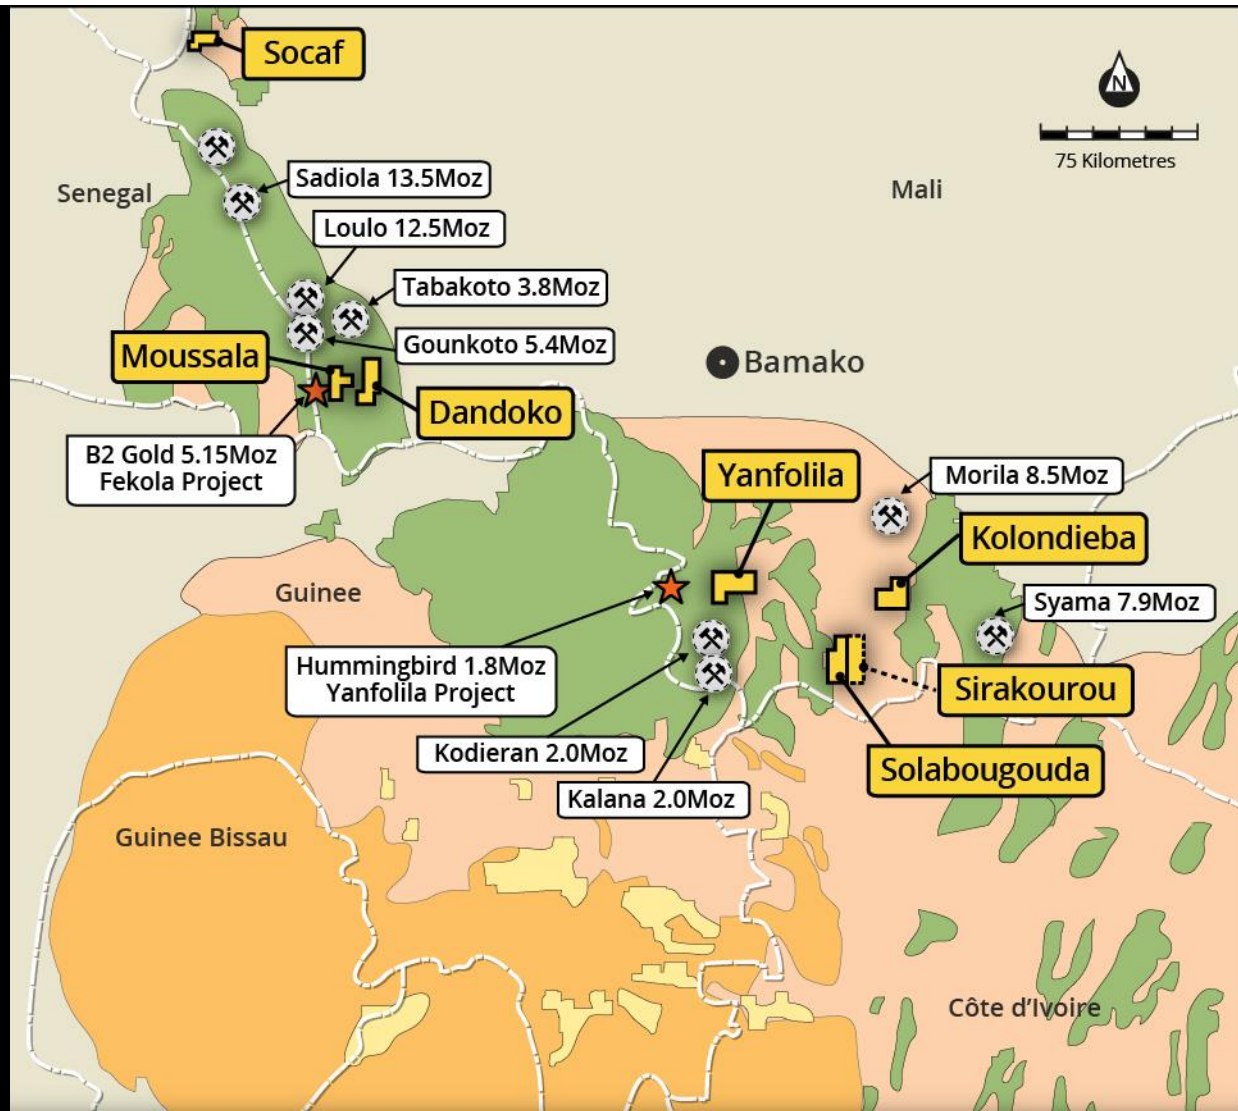 Socaf
N
75 Kilometres
Senegal
Sadiola 13.5Moz
Mali
Loulo 12.5Moz
Tabakoto 3.8Moz
Gounkoto 5.4Moz
Moussala
Bamako
Dandoko
B2 Gold 5.15Moz
Fekola Project
Yanfolila
Morila 8.5Moz
Kolondieba
Guinee
Syama 7.9Moz
Hummingbird 1.8Moz
Yanfolila Project
Sirakourou
Kodieran 2.0Moz
Solabougouda
Kalana 2.0Moz
Guinee Bissau
Côte d'Ivoire